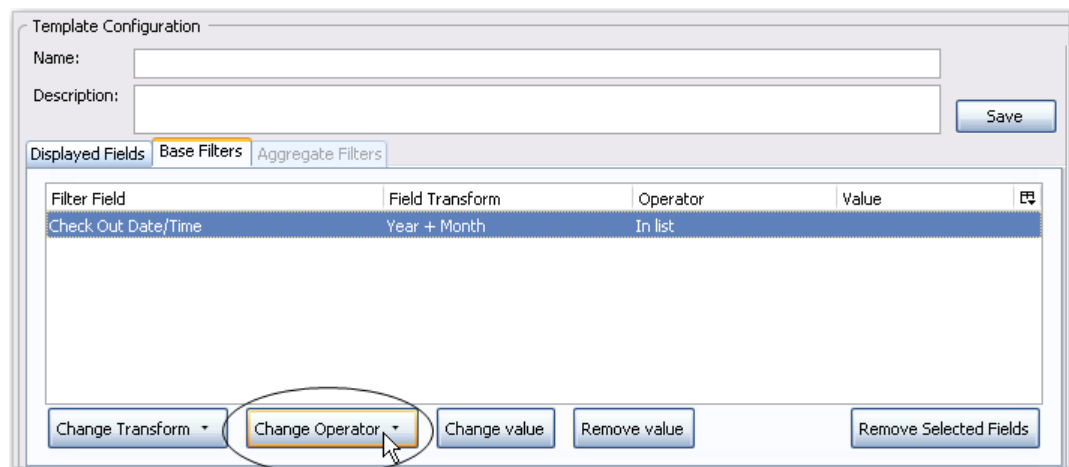 Template Configuration
Name:
Description:
Save
Displayed Fields Base Filters Aggregate Filters
Filter Field Field Transform Operator Value
Check Out Date/Time Year + Month In list
Change Transform Change Operator Change value Remove value Remove Selected Fields